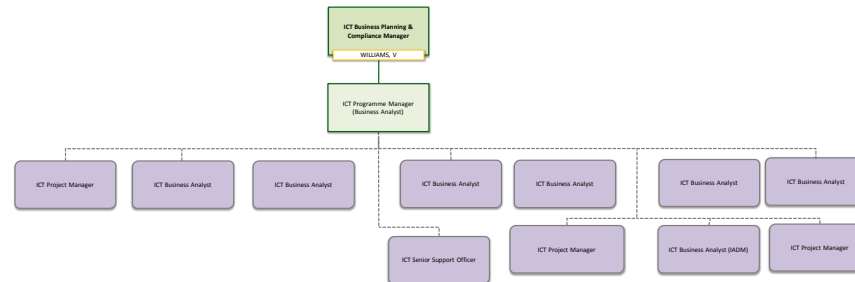 ICT Business Planning &
Compliance Manager
WILLIAMS, V
ICT Programme Manager
(Business Analyst)
ICT Project Manager
ICT Business Analyst
ICT Business Analyst
ICT Business Analyst
ICT Business Analyst
ICT Business Analyst
ICT Business Analyst
ICT Senior Support Officer
ICT Project Manager
ICT Business Analyst (IADM)
ICT Project Manager